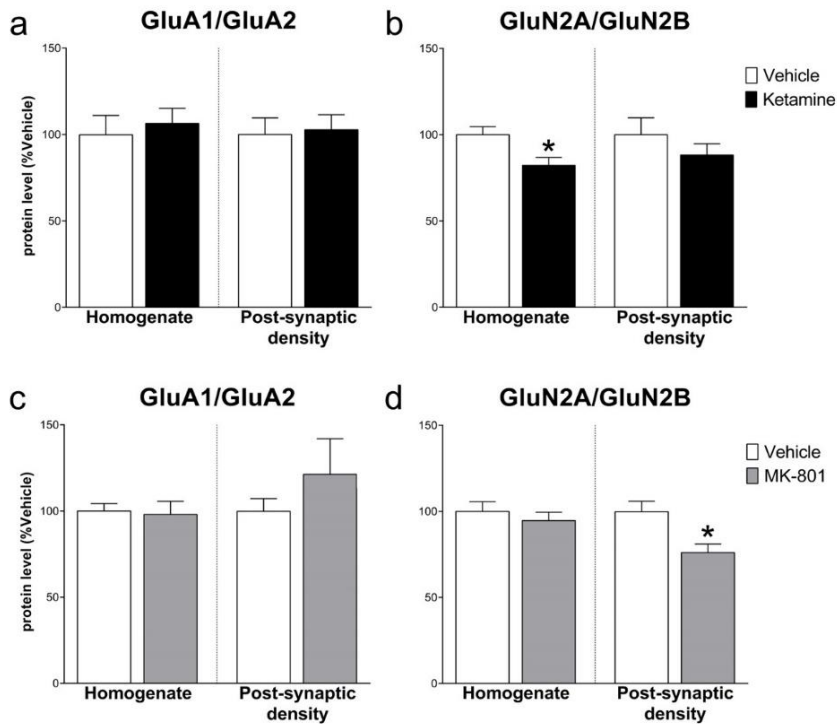 a
GluA1/GluA2
protein level (%Vehicle)
150
100
50
0
Homogenate
Post-synaptic
density
b
GluN2A/GluN2B
150
100
50
0
*
Homogenate
Post-synaptic
density
Vehicle
Ketamine
c
GluA1/GluA2
protein level (%Vehicle)
150
100
50
0
Homogenate
Post-synaptic
density
d
GluN2A/GluN2B
150
100
50
0
*
Homogenate
Post-synaptic
density
Vehicle
MK-801